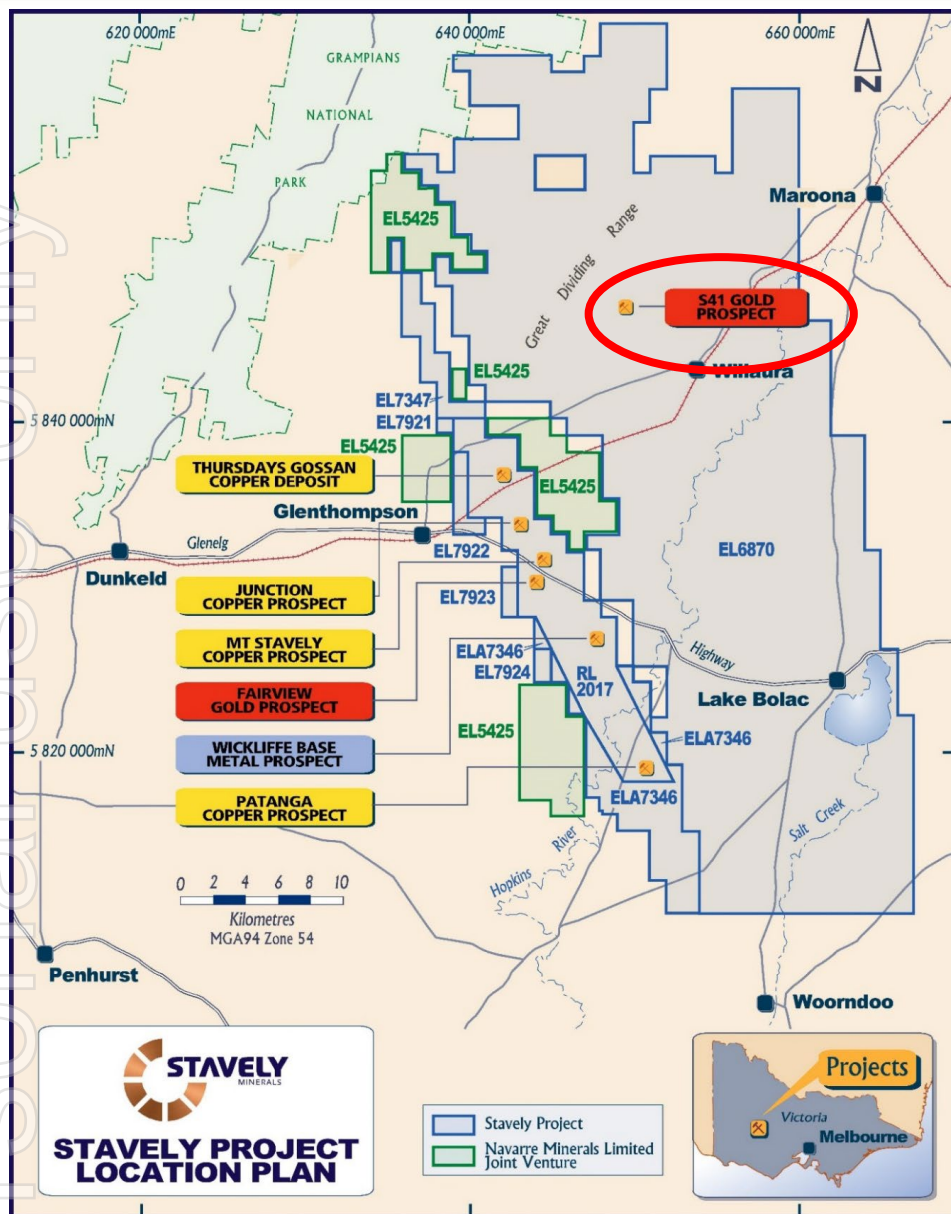 620 000mE
640 000mE
660 000mE
GRAMPIANS
NATIONAL
PARK
N
Maroona
EL5425
Great Dividing Range
S41 GOLD
PROSPECT
Willaura
EL5425
EL7347
EL7921
5 840 000mN
EL5425
THURSDAYS GOSSAN
COPPER DEPOSIT
EL5425
Glenthompson
Glenelg
EL7922
EL6870
Dunkeld
JUNCTION
COPPER PROSPECT
EL7923
MT STAVELY
COPPER PROSPECT
ELA7346
EL7924
RL
2017
Highway
FAIRVIEW
GOLD PROSPECT
Lake Bolac
EL5425
WICKLIFFE BASE
METAL PROSPECT
ELA7346
5 820 000mN
PATANGA
COPPER PROSPECT
ELA7346
Salt Creek
Hopkins River
0 2 4 6 8 10
Kilometres
MGA94 Zone 54
Penhurst
Woorndoo
STAVELY
MINERALS
STAVELY PROJECT
LOCATION PLAN
Stavely Project
Navarre Minerals Limited
Joint Venture
Projects
Victoria
Melbourne